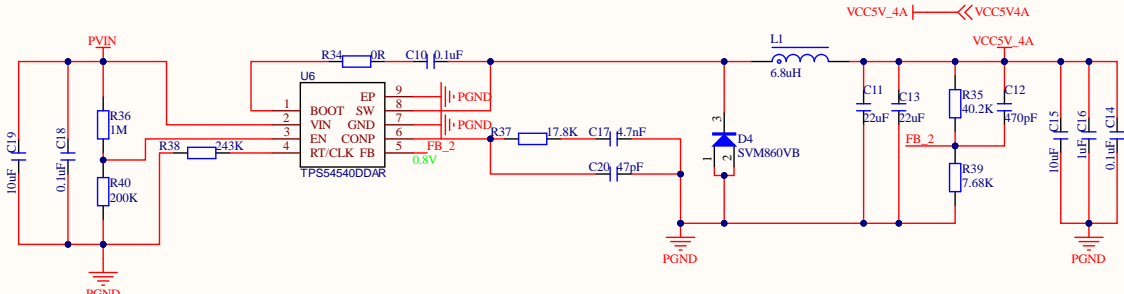 VCC5V_4A
VCC5V4A
PVIN
R34
0R
C10
0.1uF
L1
6.8uH
VCC5V_4A
U6
EP
9
PGND
1
BOOT
SW
8
2
VIN
GND
7
PGND
3
EN
CONP
6
4
RT/CLK
FB
5
FB_2
0.8V
TPS54540DDAR
R36
1M
R38
243K
R40
200K
C19
10uF
C18
0.1uF
R37
17.8K
C17
4.7nF
C20
47pF
3
D4
SVM860VB
1
2
C11
22uF
C13
22uF
R35
40.2K
C12
470pF
FB_2
R39
7.68K
C15
10uF
C16
1uF
C14
0.1uF
PGND
PGND
PGND